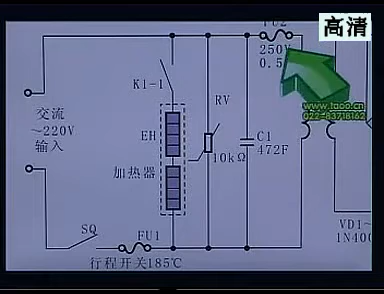 高清
FU2
250V
0.5
K1-1
RV
交流
~220V
输入
EH
加热器
10kΩ
C1
472F
www.taoo.cn
022-83718162
SQ
FU1
行程开关185℃
VD1~
1N400